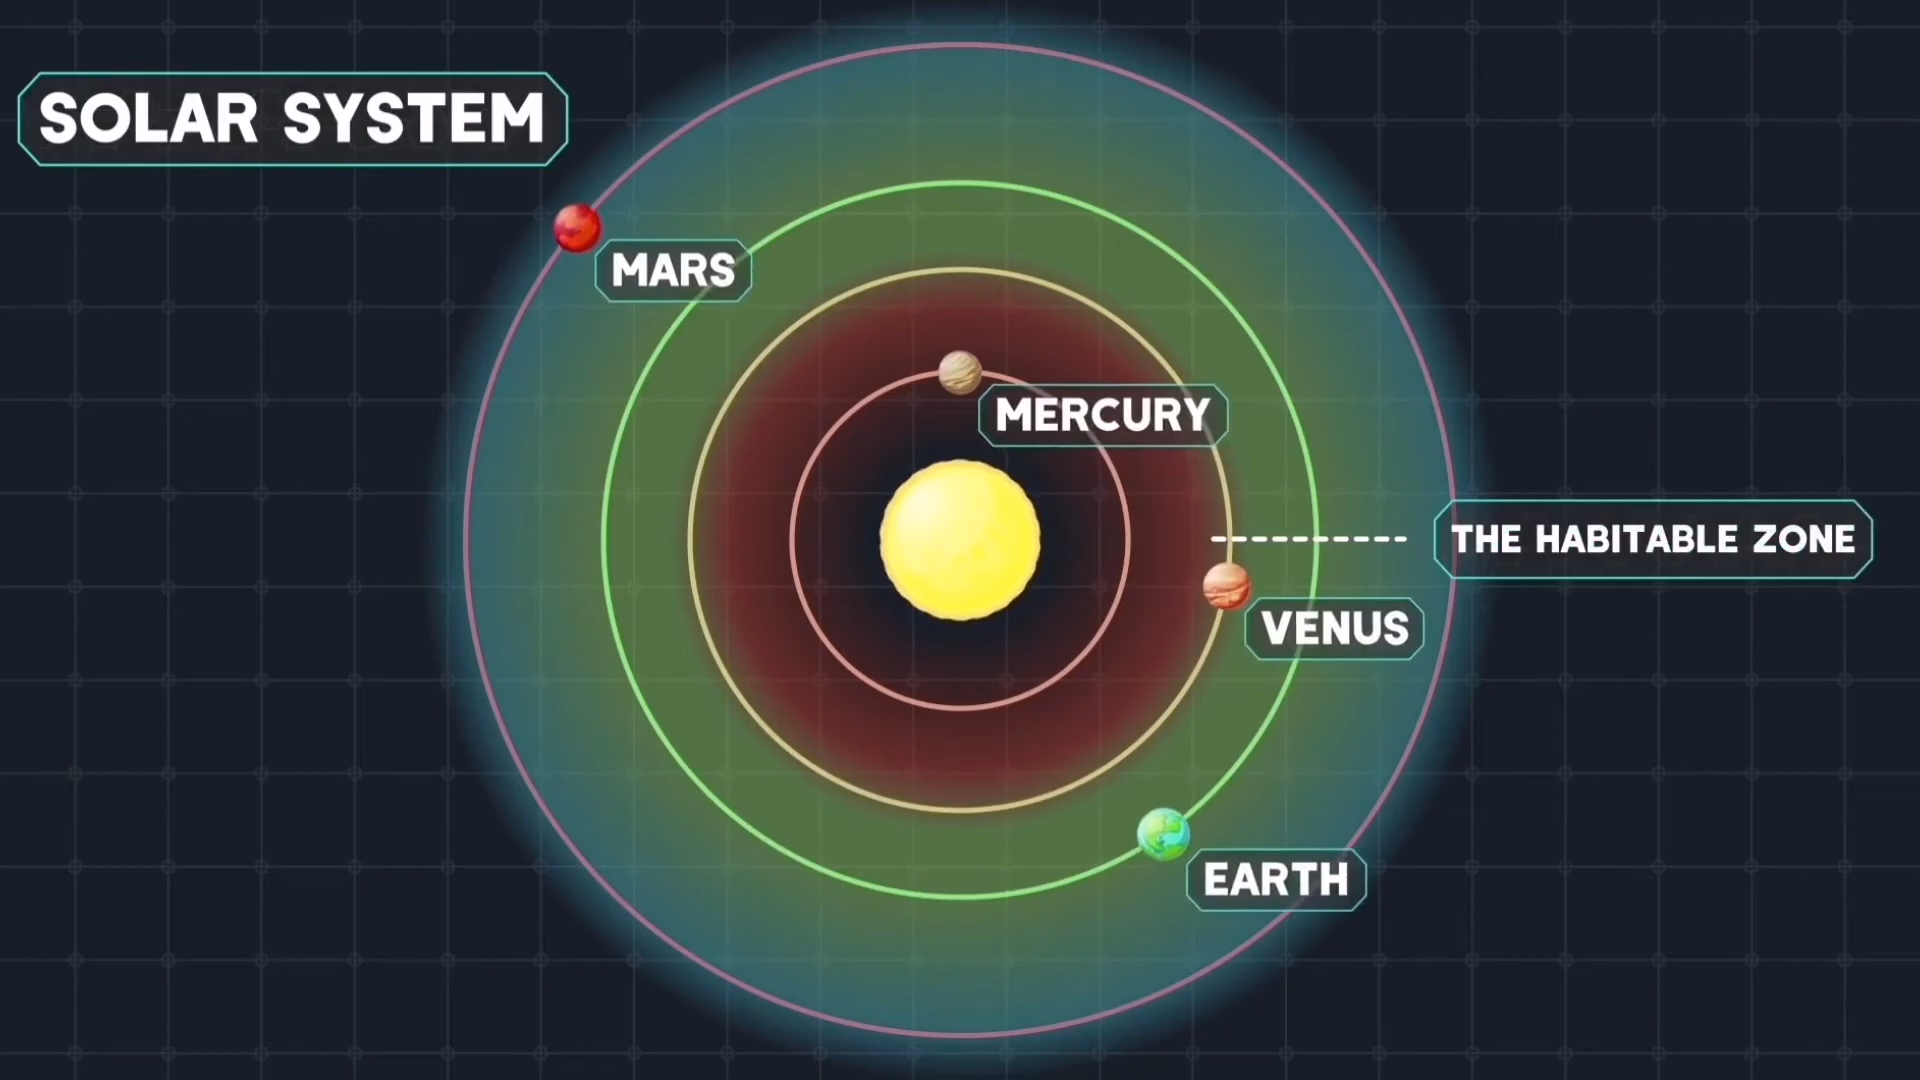 SOLAR SYSTEM
MARS
MERCURY
THE HABITABLE ZONE
VENUS
EARTH